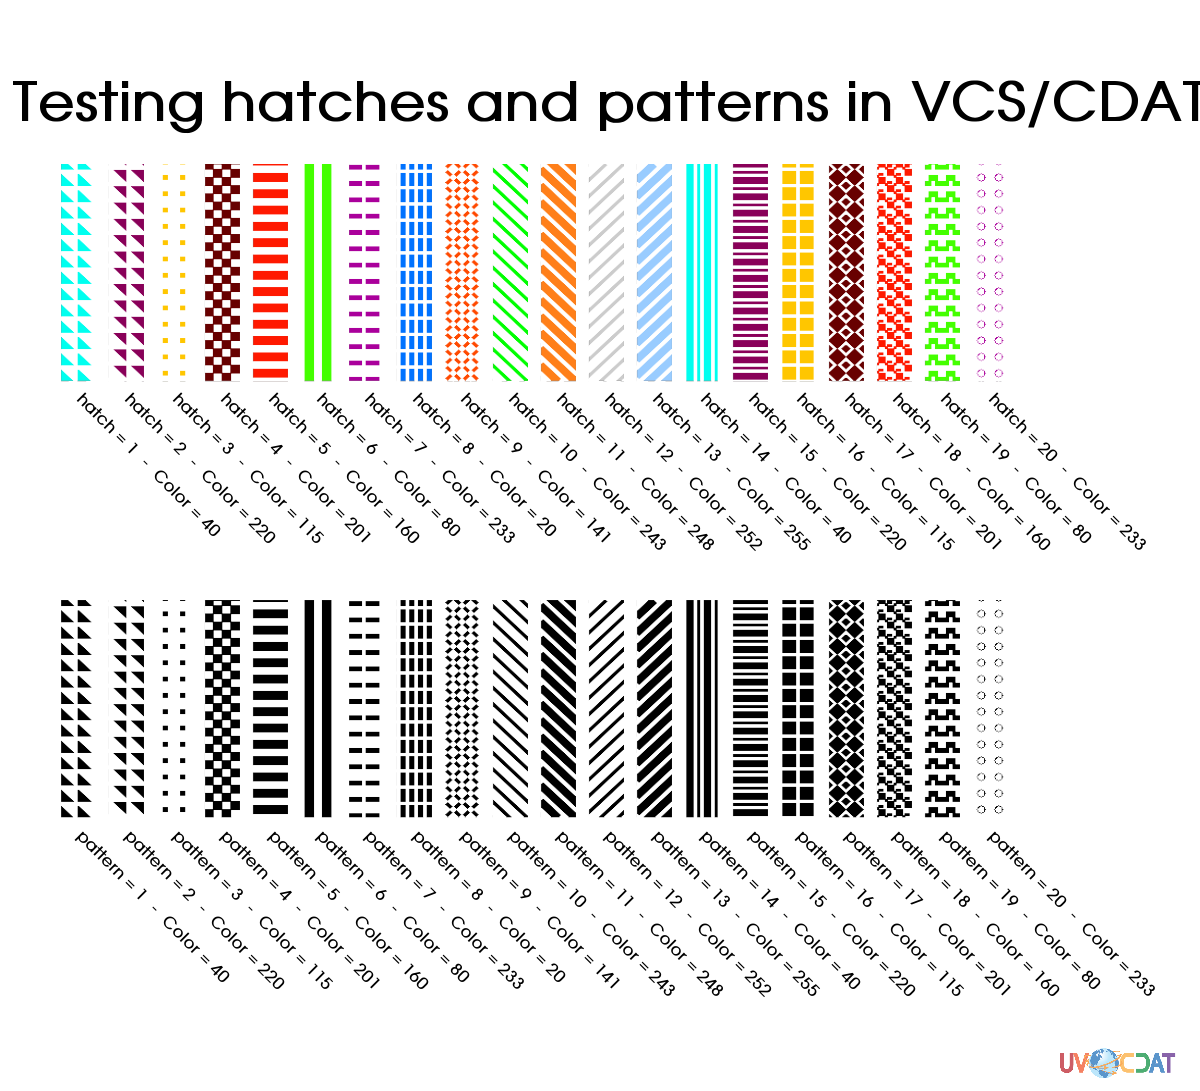 Testing hatches and patterns in VCS/CDAT
hatch = 1 - Color = 40
hatch = 2 - Color = 220
hatch = 3 - Color = 115
hatch = 4 - Color = 201
hatch = 5 - Color = 160
hatch = 6 - Color = 80
hatch = 7 - Color = 233
hatch = 8 - Color = 20
hatch = 9 - Color = 141
hatch = 10 - Color = 243
hatch = 11 - Color = 248
hatch = 12 - Color = 252
hatch = 13 - Color = 255
hatch = 14 - Color = 40
hatch = 15 - Color = 220
hatch = 16 - Color = 115
hatch = 17 - Color = 201
hatch = 18 - Color = 160
hatch = 19 - Color = 80
hatch = 20 - Color = 233
pattern = 1 - Color = 40
pattern = 2 - Color = 220
pattern = 3 - Color = 115
pattern = 4 - Color = 201
pattern = 5 - Color = 160
pattern = 6 - Color = 80
pattern = 7 - Color = 233
pattern = 8 - Color = 20
pattern = 9 - Color = 141
pattern = 10 - Color = 243
pattern = 11 - Color = 248
pattern = 12 - Color = 252
pattern = 13 - Color = 255
pattern = 14 - Color = 40
pattern = 15 - Color = 220
pattern = 16 - Color = 115
pattern = 17 - Color = 201
pattern = 18 - Color = 160
pattern = 19 - Color = 80
pattern = 20 - Color = 233
UV CDAT